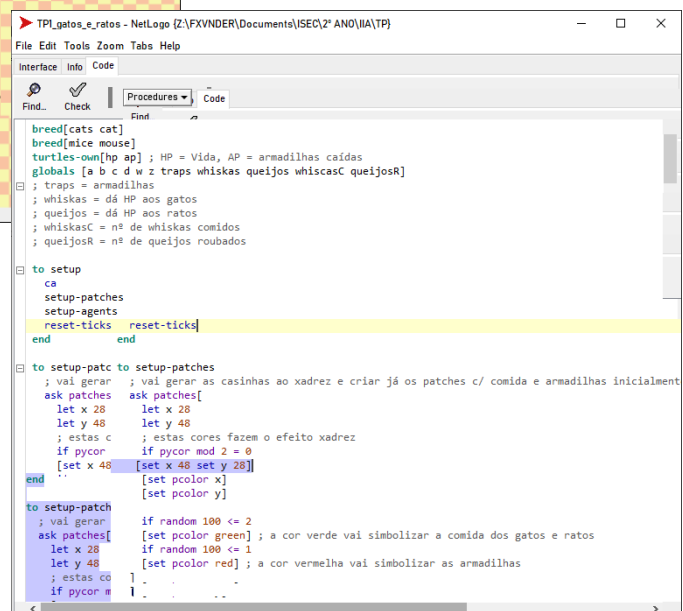 TP1_gatos_e_ratos - NetLogo {Z:\FXVNDER\Documents\ISEC\2° ANO\IIA\TP}
File Edit Tools Zoom Tabs Help
Interface Info Code
Find... Check Procedures Code
Find
breed[cats cat]
breed[mice mouse]
turtles-own[hp ap] ; HP = Vida, AP = armadilhas caídas
globals [a b c d w z traps whiskas queijos whiscasC queijosR]
; traps = armadilhas
; whiskas = dá HP aos gatos
; queijos = dá HP aos ratos
; whiskasC = nº de whiskas comidos
; queijosR = nº de queijos roubados
to setup
ca
setup-patches
setup-agents
reset-ticks reset-ticks
end end
to setup-patc to setup-patches
; vai gerar ; vai gerar as casinhas ao xadrez e criar já os patches c/ comida e armadilhas inicialment
ask patches ask patches[
let x 28 let x 28
let y 48 let y 48
; estas c ; estas cores fazem o efeito xadrez
if pycor if pycor mod 2 = 0
[set x 48 [set x 48 set y 28]
end [set pcolor x]
[set pcolor y]
to setup-patch
; vai gerar if random 100 <= 2
ask patches[ [set pcolor green] ; a cor verde vai simbolizar a comida dos gatos e ratos
let x 28 if random 100 <= 1
let y 48 [set pcolor red] ; a cor vermelha vai simbolizar as armadilhas
; estas co ]
if pycor m